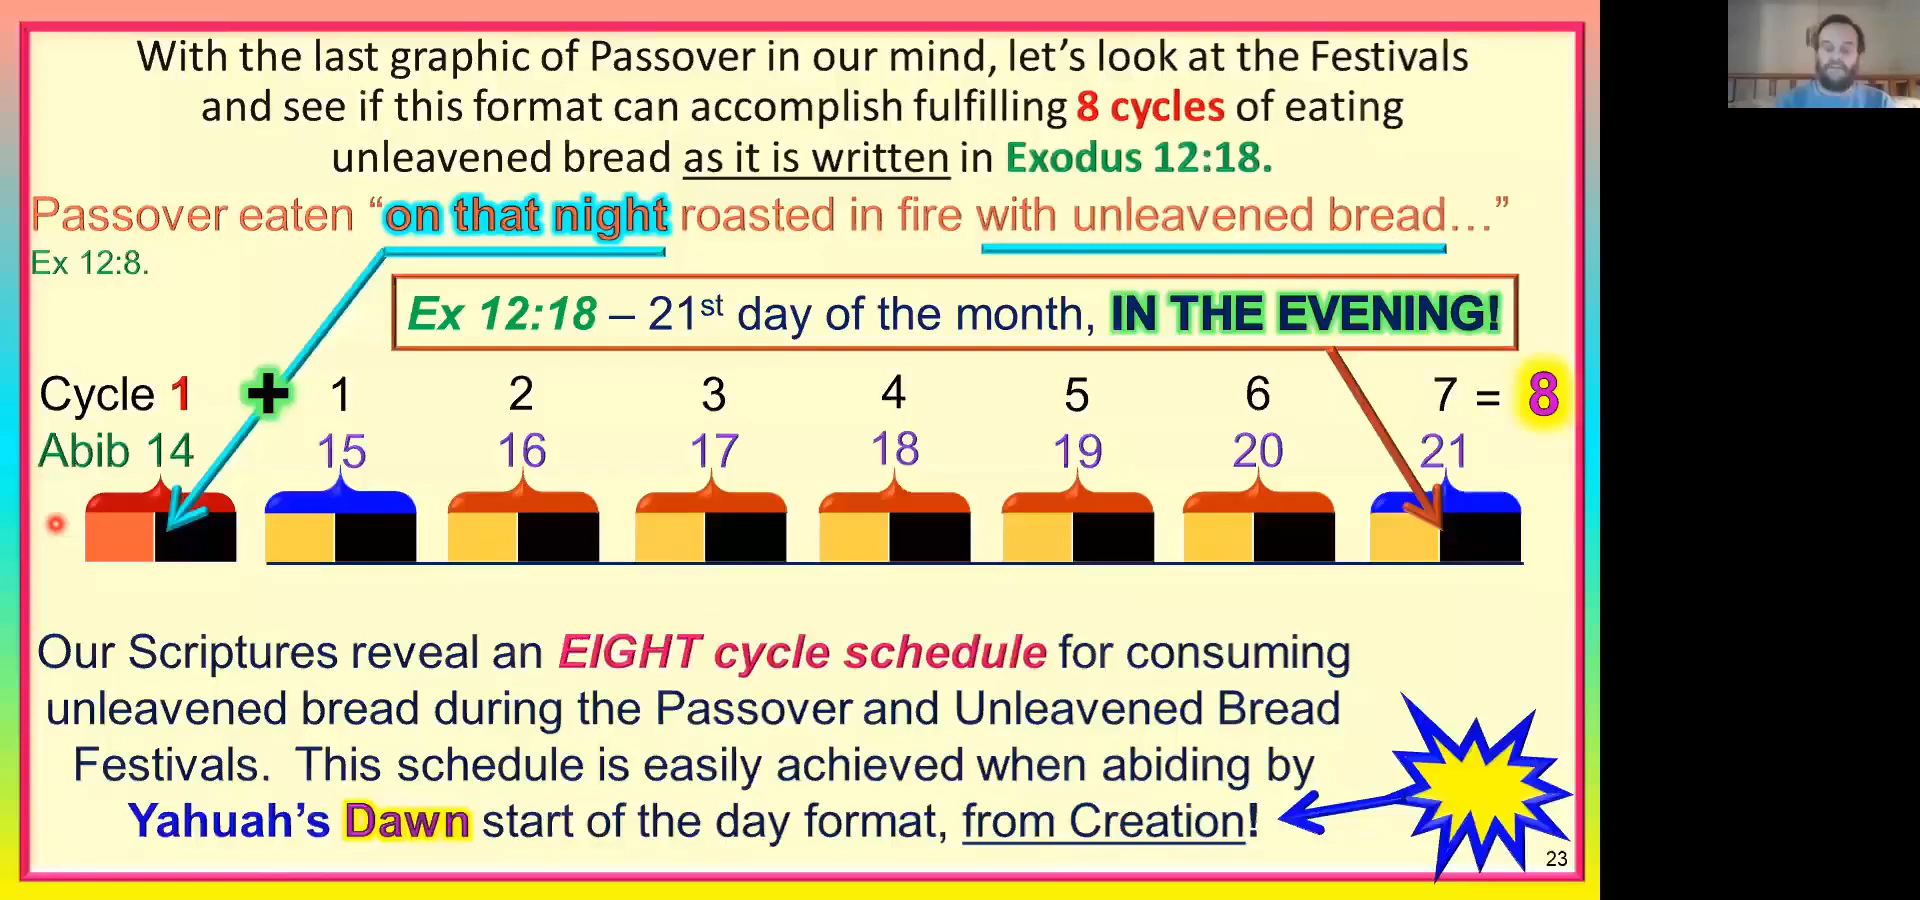 With the last graphic of Passover in our mind, let's look at the Festivals
and see if this format can accomplish fulfilling 8 cycles of eating
unleavened bread as it is written in Exodus 12:18.
Passover eaten “on that night roasted in fire with unleavened bread…”
Ex 12:8.
Ex 12:18 – 21st day of the month, IN THE EVENING!
Cycle 1 + 1 2 3 4 5 6 7 = 8
Abib 14 15 16 17 18 19 20 21
Our Scriptures reveal an EIGHT cycle schedule for consuming
unleavened bread during the Passover and Unleavened Bread
Festivals. This schedule is easily achieved when abiding by
Yahuah's Dawn start of the day format, from Creation!
23